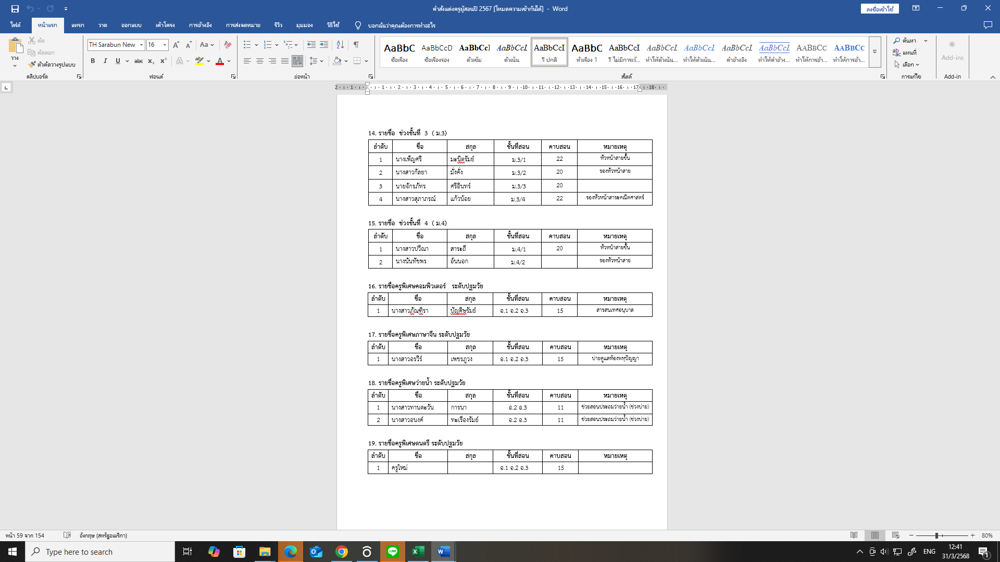 คำสั่งแต่งครูผู้สอนปี 2567 [โหมดความเข้ากันได้] - Word
ลงชื่อเข้าใช้
ไฟล์ หน้าแรก แทรก วาด ออกแบบ เค้าโครง การอ้างอิง การส่งจดหมาย รีวิว มุมมอง วิธีใช้ บอกฉันว่าคุณต้องการทำอะไร
วาง
ตัด
คัดลอก
ตัวคัดวางรูปแบบ
TH Sarabun New 16
AaBbC AaBbCcD AaBbCcI AaBbCcL AaBbCcI AaBbC AaBbCcI AaBbCcL AaBbCcL AaBbCcL AaBbCcL AABBCC AABBCC
ชื่อเรื่อง ชื่อเรื่องรอง ตัวเข้ม ตัวเน้น ¶ ปกติ หัวเรื่อง 1 ¶ ไม่มีการเว้... ทำให้ตัวเน้น... ทำให้ตัวเน้น... คำอ้างอิง ทำให้คำอ้าง... ทำให้การอ้า... ทำให้การอ้า...
ค้นหา
แทนที่
เลือก
Add-ins
คลิปบอร์ด ฟอนต์ ย่อหน้า สไตล์ การแก้ไข Add-in
2 1 1 2 3 4 5 6 7 8 9 10 11 12 13 14 15 16 17 18
14. รายชื่อ ช่วงชั้นที่ 3 ( ม.3)
ลำดับ ชื่อ สกุล ชั้นที่สอน คาบสอน หมายเหตุ
1 นางเพ็ญศรี มะนิตรัมย์ ม.3/1 22 หัวหน้าสายชั้น
2 นางสาวกัลยา มั่งคั่ง ม.3/2 20 รองหัวหน้าสาย
3 นายจักรภัทร ศรีอินทร์ ม.3/3 20
4 นางสาวสุภาภรณ์ แก้วน้อย ม.3/4 22 รองหัวหน้าสาระคณิตศาสตร์
15. รายชื่อ ช่วงชั้นที่ 4 ( ม.4)
ลำดับ ชื่อ สกุล ชั้นที่สอน คาบสอน หมายเหตุ
1 นางสาวปวีณา สาระถี ม.4/1 20 หัวหน้าสายชั้น
2 นางนันทัชพร อ้นนอก ม.4/2 รองหัวหน้าสาย
16. รายชื่อครูพิเศษคอมพิวเตอร์ ระดับปฐมวัย
ลำดับ ชื่อ สกุล ชั้นที่สอน คาบสอน หมายเหตุ
1 นางสาวภัณฑิรา บัญดิษรัมย์ อ.1 อ.2 อ.3 15 สารสนเทศอนุบาล
17. รายชื่อครูพิเศษภาษาจีน ระดับปฐมวัย
ลำดับ ชื่อ สกุล ชั้นที่สอน คาบสอน หมายเหตุ
1 นางสาวอรวีร์ เพชรภูวง อ.1 อ.2 อ.3 15 บ่ายดูแลห้องพหุปัญญา
18. รายชื่อครูพิเศษว่ายน้ำ ระดับปฐมวัย
ลำดับ ชื่อ สกุล ชั้นที่สอน คาบสอน หมายเหตุ
1 นางสาวทานตะวัน การนา อ.2 อ.3 11 ช่วยสอนประถมว่ายน้ำ (ช่วงบ่าย)
2 นางสาวอนงค์ ทะเรืองรัมย์ อ.2 อ.3 11 ช่วยสอนประถมว่ายน้ำ (ช่วงบ่าย)
19. รายชื่อครูพิเศษดนตรี ระดับปฐมวัย
ลำดับ ชื่อ สกุล ชั้นที่สอน คาบสอน หมายเหตุ
1 ครูใหม่ อ.1 อ.2 อ.3 15
หน้า 59 จาก 154 อังกฤษ (สหรัฐอเมริกา) 80%
Type here to search
ENG 12:41
31/3/2568